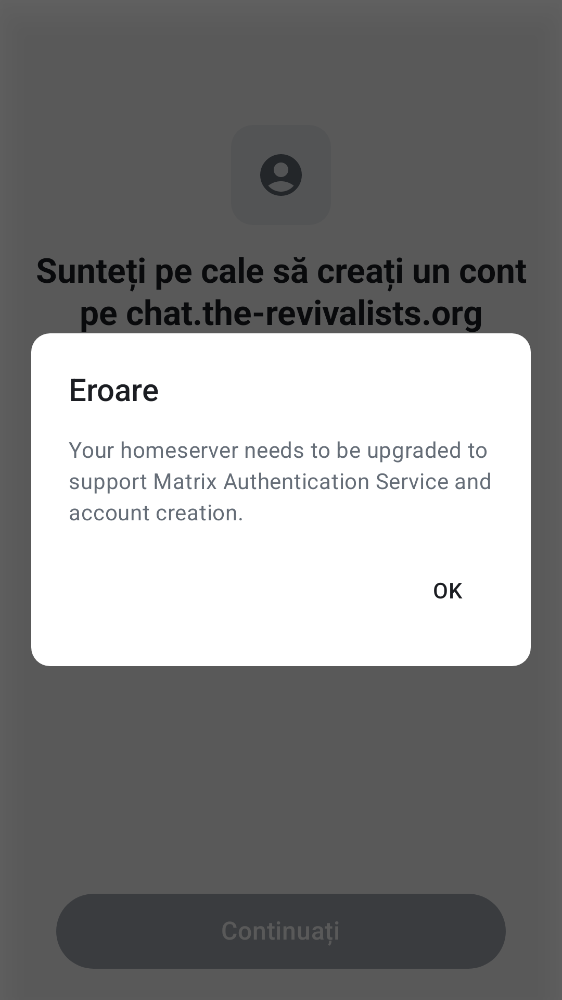 Sunteți pe cale să creați un cont
pe chat.the-revivalists.org
Eroare
Your homeserver needs to be upgraded to
support Matrix Authentication Service and
account creation.
OK
Continuați